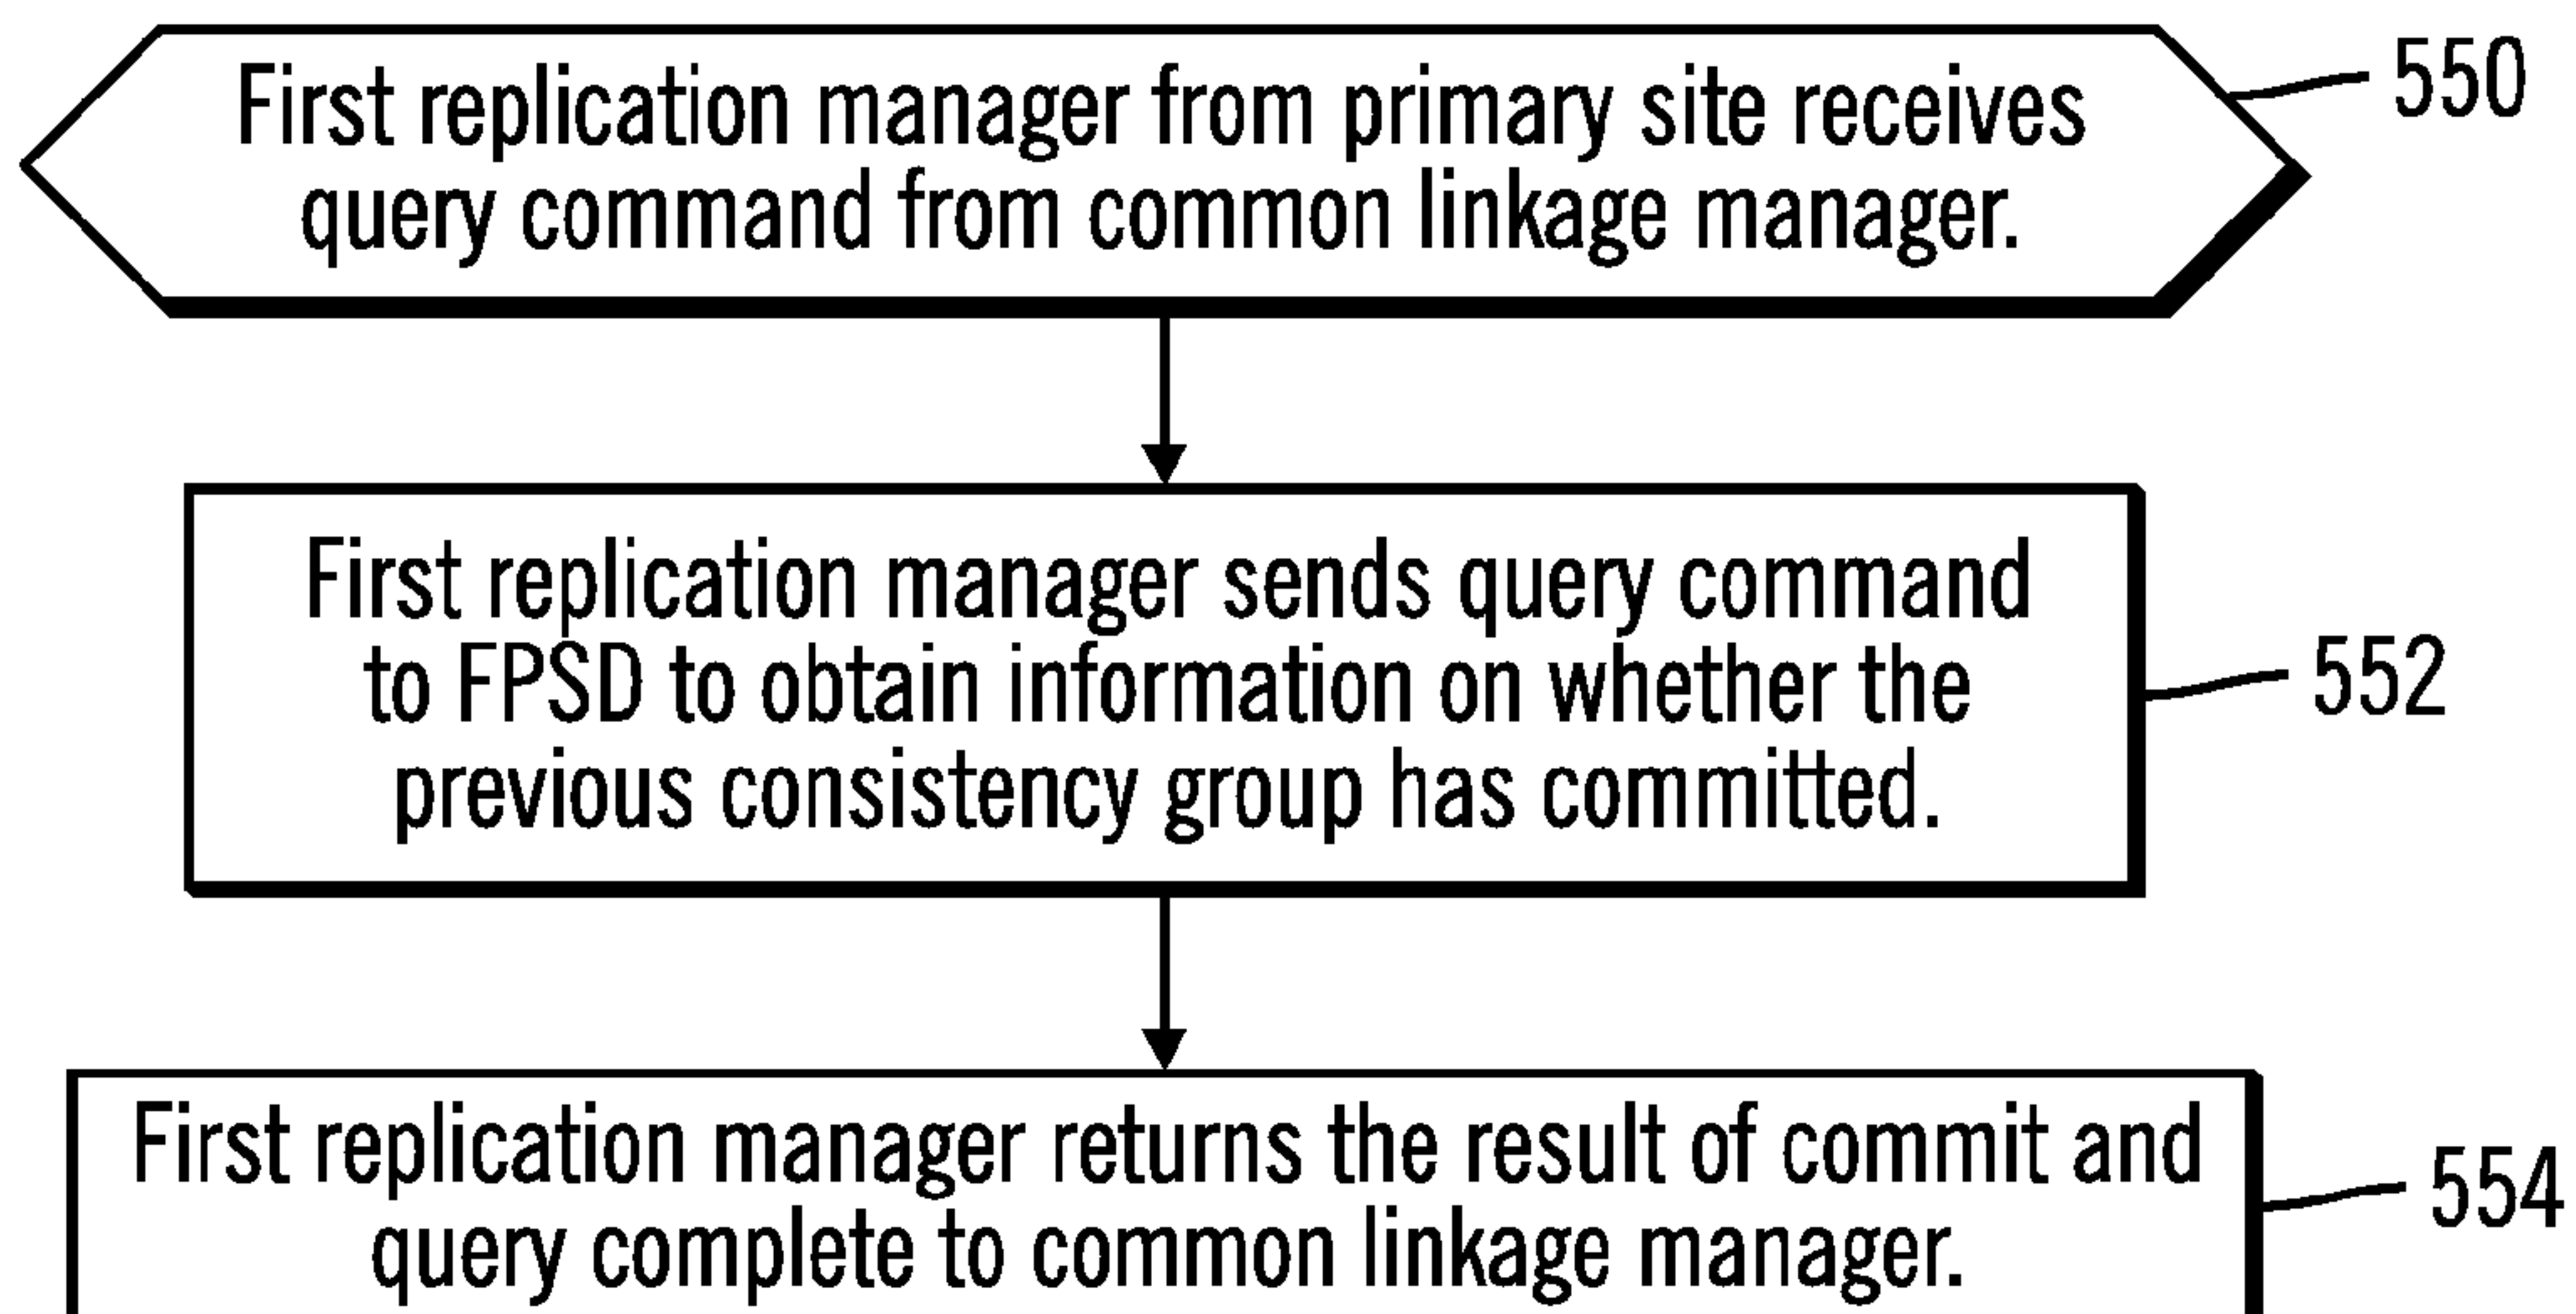 First replication manager from primary site receives
query command from common linkage manager.
550
First replication manager sends query command
to FPSD to obtain information on whether the
previous consistency group has committed.
552
First replication manager returns the result of commit and
query complete to common linkage manager.
554